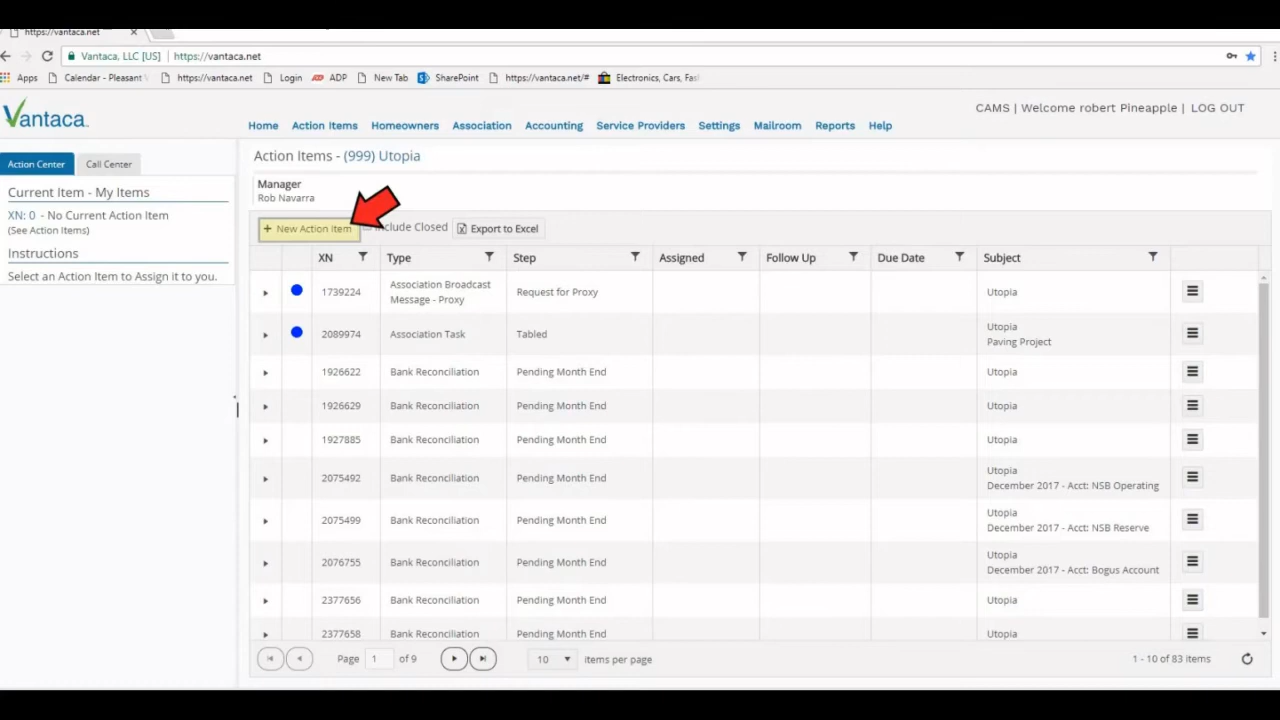 https://vantaca.net
Vantaca, LLC [US] | https://vantaca.net
Apps Calendar - Pleasant https://vantaca.net Login ADP New Tab SharePoint https://vantaca.net/# Electronics, Cars, Fas
Vantaca
CAMS | Welcome robert Pineapple | LOG OUT
Home Action Items Homeowners Association Accounting Service Providers Settings Mailroom Reports Help
Action Center Call Center
Current Item - My Items
XN: 0 - No Current Action Item
(See Action Items)
Instructions
Select an Action Item to Assign it to you.
Action Items - (999) Utopia
Manager
Rob Navarra
+ New Action Item Include Closed Export to Excel
XN Type Step Assigned Follow Up Due Date Subject
1739224 Association Broadcast Message - Proxy Request for Proxy Utopia
2089974 Association Task Tabled Utopia Paving Project
1926622 Bank Reconciliation Pending Month End Utopia
1926629 Bank Reconciliation Pending Month End Utopia
1927885 Bank Reconciliation Pending Month End Utopia
2075492 Bank Reconciliation Pending Month End Utopia December 2017 - Acct: NSB Operating
2075499 Bank Reconciliation Pending Month End Utopia December 2017 - Acct: NSB Reserve
2076755 Bank Reconciliation Pending Month End Utopia December 2017 - Acct: Bogus Account
2377656 Bank Reconciliation Pending Month End Utopia
2377658 Bank Reconciliation Pending Month End Utopia
Page 1 of 9 10 items per page 1 - 10 of 83 items